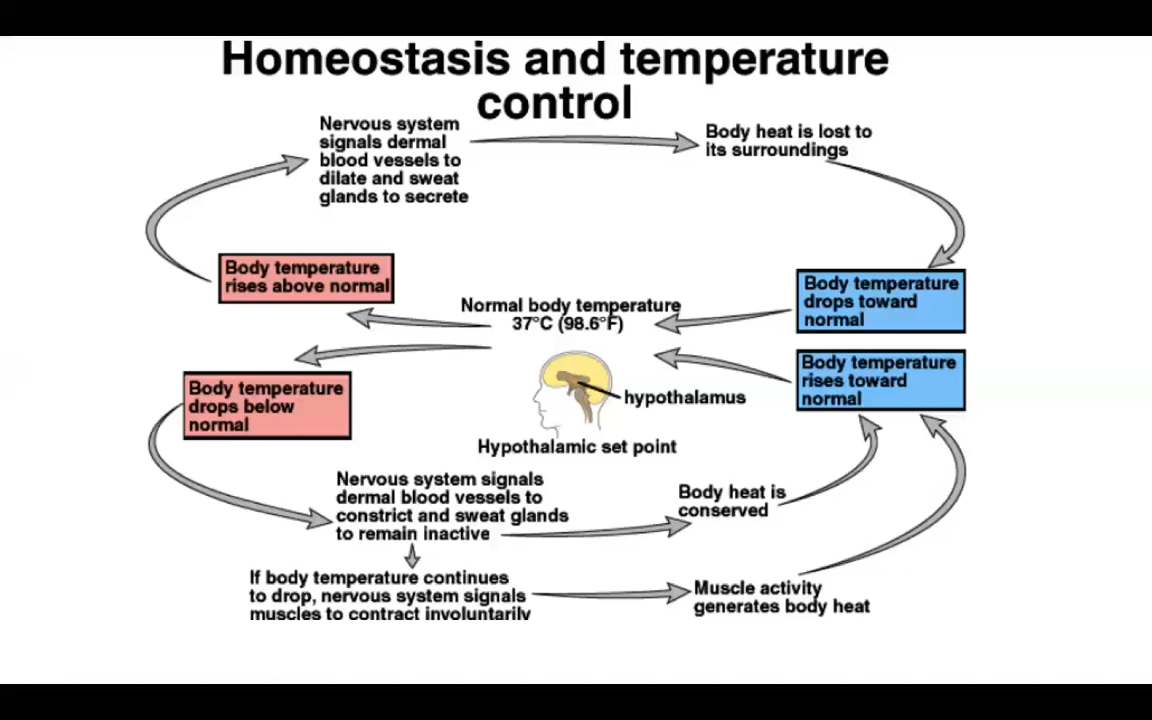 Homeostasis and temperature
control
Nervous system
signals dermal
blood vessels to
dilate and sweat
glands to secrete
Body heat is lost to
its surroundings
Body temperature
rises above normal
Body temperature
drops toward
normal
Normal body temperature
37°C (98.6°F)
Body temperature
rises toward
normal
Body temperature
drops below
normal
hypothalamus
Hypothalamic set point
Nervous system signals
dermal blood vessels to
constrict and sweat glands
to remain inactive
Body heat is
conserved
If body temperature continues
to drop, nervous system signals
muscles to contract involuntarily
Muscle activity
generates body heat